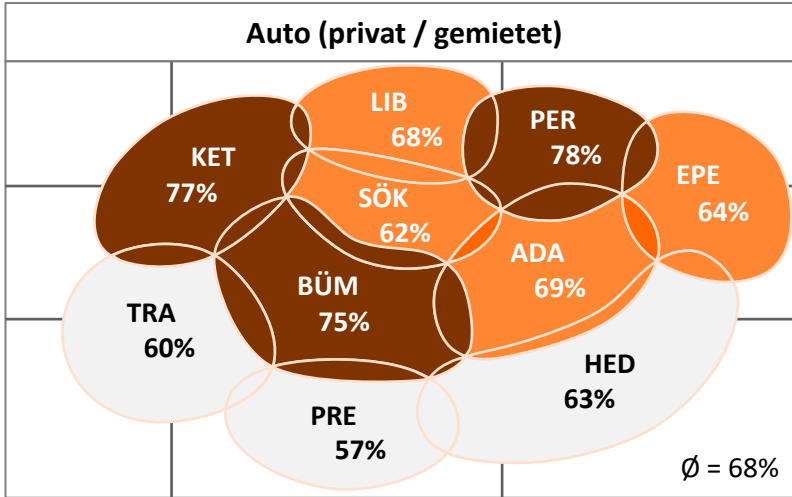 Auto (privat / gemietet)
LIB
68%
PER
78%
KET
77%
EPE
64%
SÖK
62%
ADA
69%
BÜM
75%
TRA
60%
HED
63%
PRE
57%
Ø = 68%